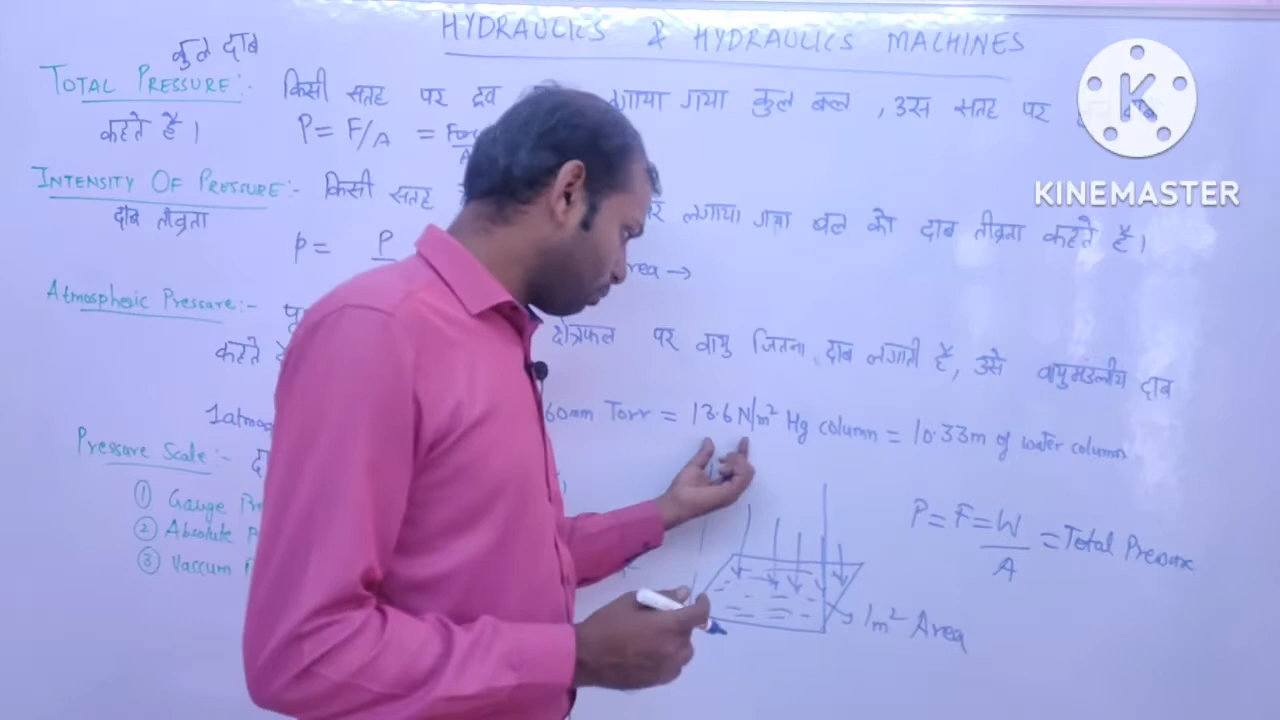 HYDRAULICS & HYDRAULICS MACHINES
K
KINEMASTER
कुल दाब
TOTAL PRESSURE:- किसी सतह पर द्रव लगाया गया कुल बल , उस सतह पर
कहते है। P = F/A =
INTENSITY OF PRESSURE:- किसी सतह पर लगाया गया बल को दाब तीव्रता कहते है।
दाब तीव्रता
P = P Area →
Atmospheric Pressure:- क्षेत्रफल पर वायु जितना दाब लगाती है, उसे वायुमंडलीय दाब
कहते
60mm Torr = 13.6 N/m² Hg column = 10.33m of water column
Pressure Scale:-
① Gauge
② Absolute
③ Vaccum
P = F = W/A = Total Pressure
1m² Area